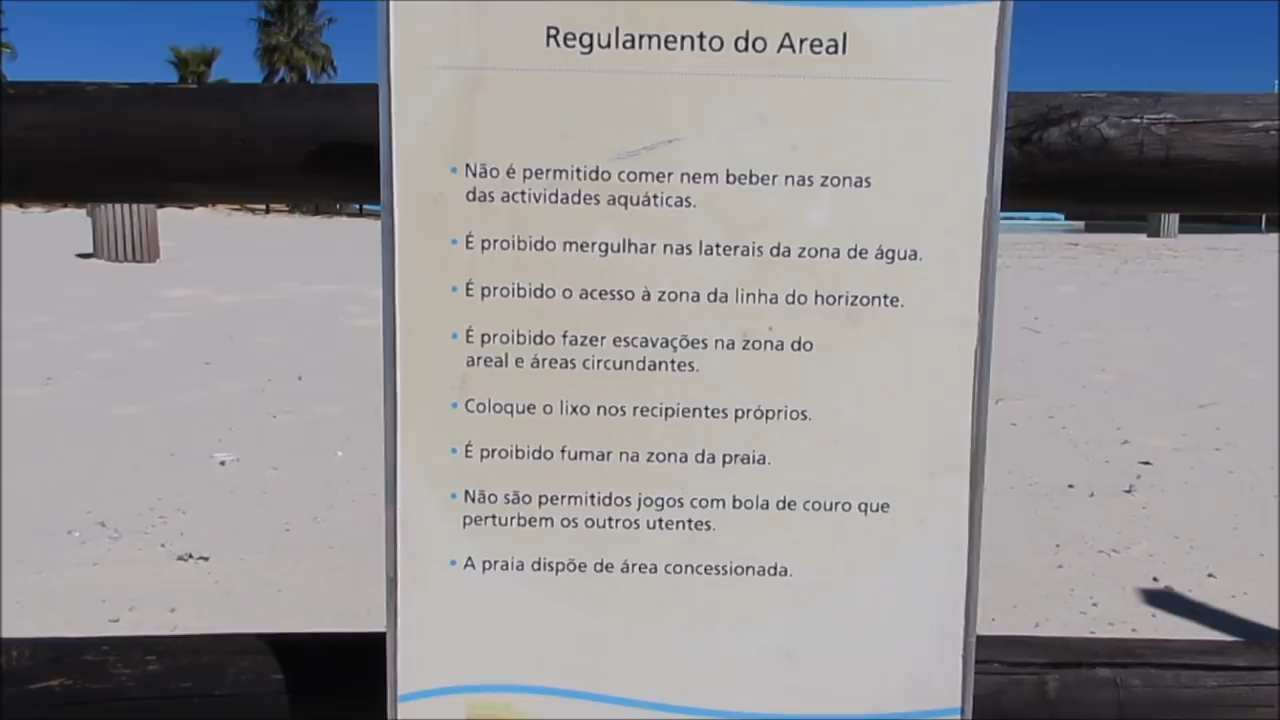 Regulamento do Areal
• Não é permitido comer nem beber nas zonas
das actividades aquáticas.
• É proibido mergulhar nas laterais da zona de água.
• É proibido o acesso à zona da linha do horizonte.
• É proibido fazer escavações na zona do
areal e áreas circundantes.
• Coloque o lixo nos recipientes próprios.
• É proibido fumar na zona da praia.
• Não são permitidos jogos com bola de couro que
perturbem os outros utentes.
• A praia dispõe de área concessionada.